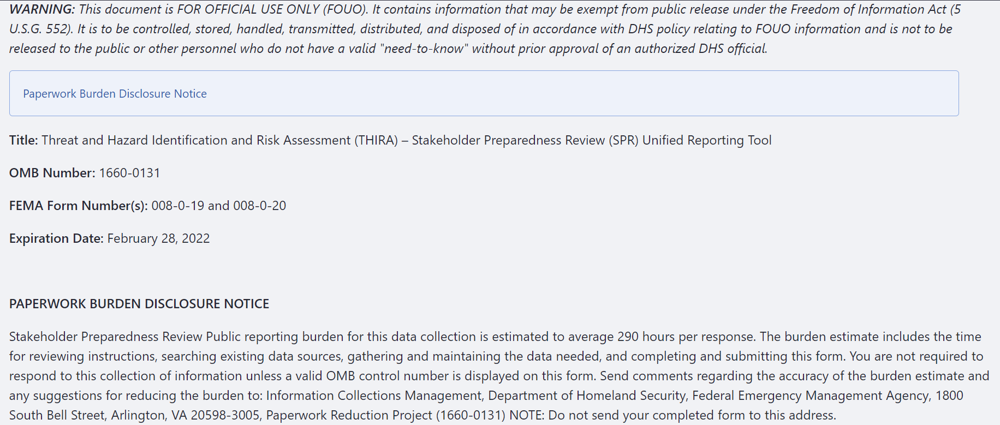 WARNING: This document is FOR OFFICIAL USE ONLY (FOUO). It contains information that may be exempt from public release under the Freedom of Information Act (5
U.S.G. 552). It is to be controlled, stored, handled, transmitted, distributed, and disposed of in accordance with DHS policy relating to FOUO information and is not to be
released to the public or other personnel who do not have a valid "need-to-know" without prior approval of an authorized DHS official.
Paperwork Burden Disclosure Notice
Title: Threat and Hazard Identification and Risk Assessment (THIRA) – Stakeholder Preparedness Review (SPR) Unified Reporting Tool
OMB Number: 1660-0131
FEMA Form Number(s): 008-0-19 and 008-0-20
Expiration Date: February 28, 2022
PAPERWORK BURDEN DISCLOSURE NOTICE
Stakeholder Preparedness Review Public reporting burden for this data collection is estimated to average 290 hours per response. The burden estimate includes the time
for reviewing instructions, searching existing data sources, gathering and maintaining the data needed, and completing and submitting this form. You are not required to
respond to this collection of information unless a valid OMB control number is displayed on this form. Send comments regarding the accuracy of the burden estimate and
any suggestions for reducing the burden to: Information Collections Management, Department of Homeland Security, Federal Emergency Management Agency, 1800
South Bell Street, Arlington, VA 20598-3005, Paperwork Reduction Project (1660-0131) NOTE: Do not send your completed form to this address.